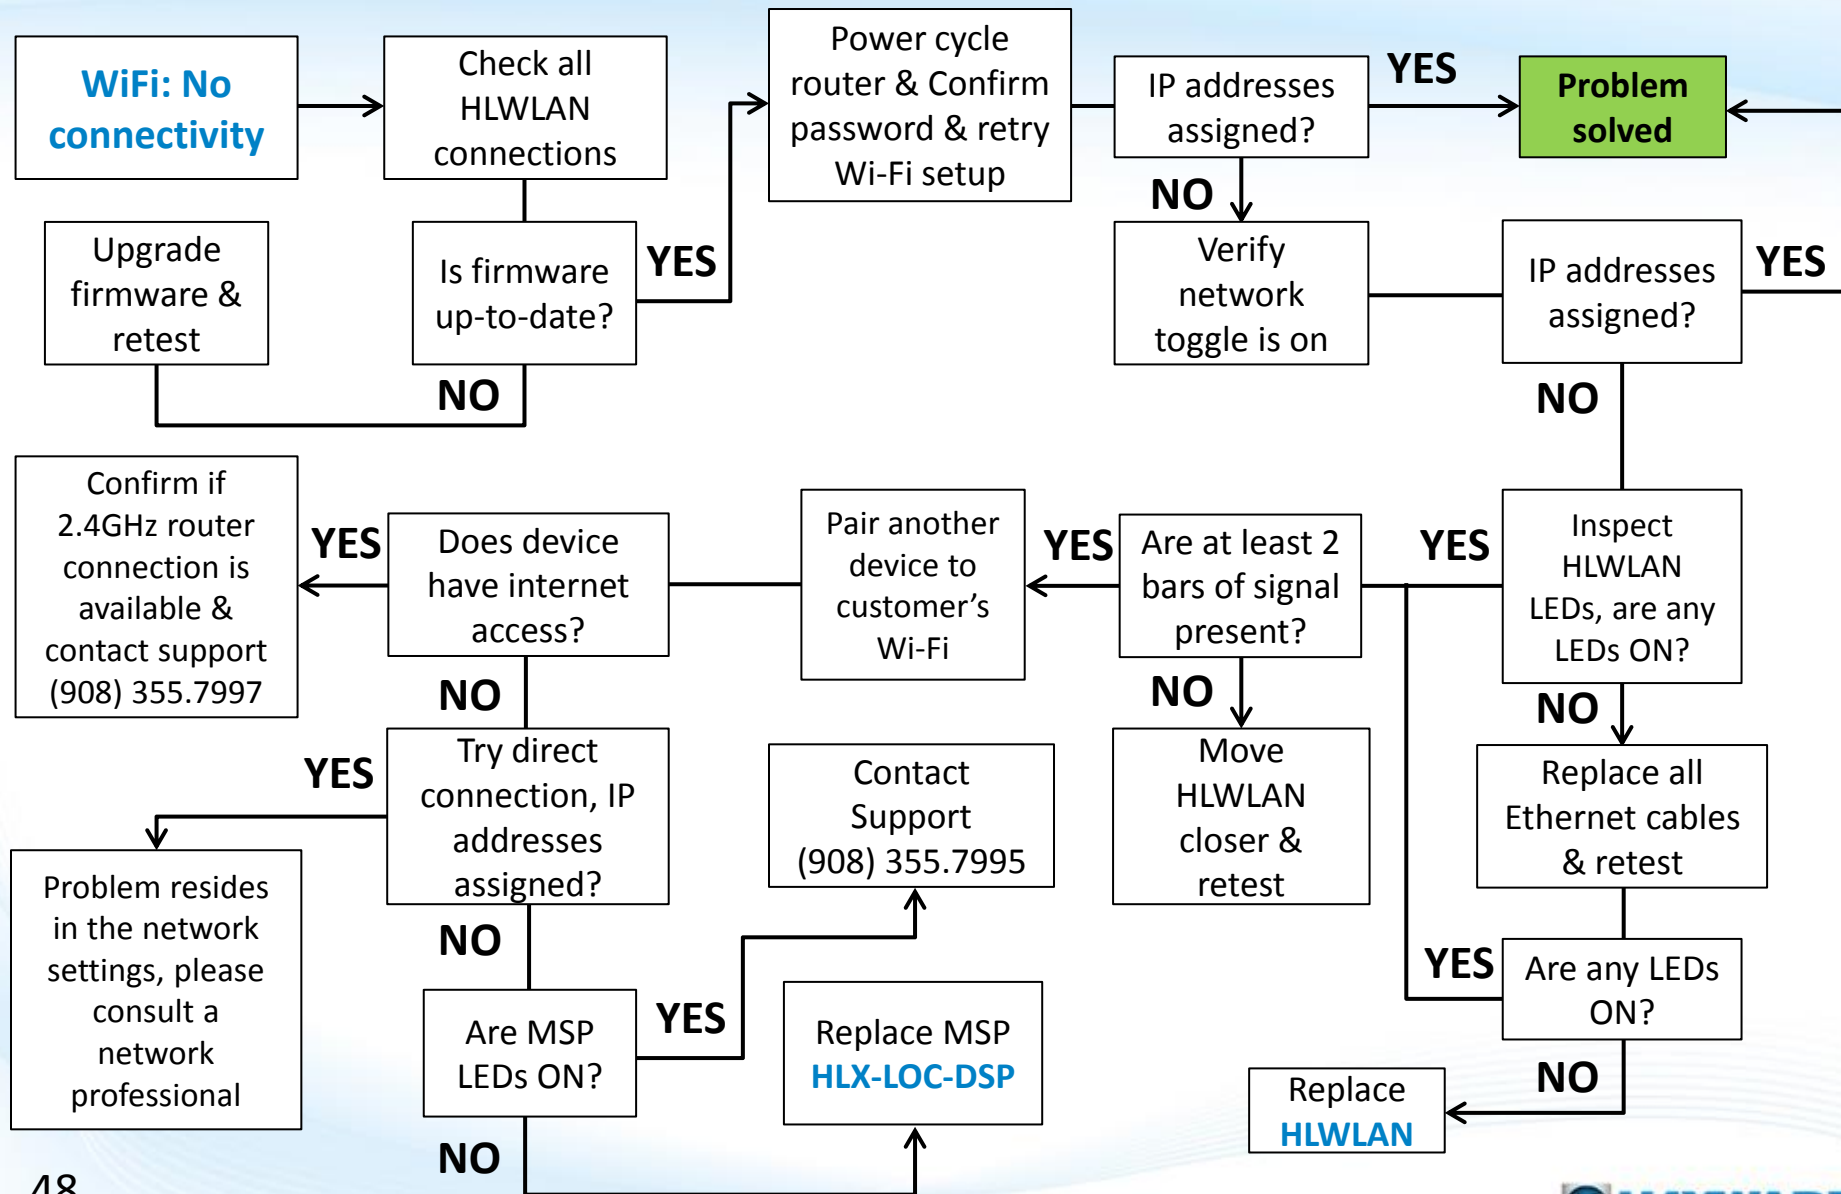 WiFi: No
connectivity
Check all
HLWLAN
connections
Power cycle
router & Confirm
password & retry
Wi-Fi setup
IP addresses
assigned?
YES
Problem
solved
NO
Upgrade
firmware &
retest
Is firmware
up-to-date?
YES
NO
Verify
network
toggle is on
IP addresses
assigned?
YES
NO
Confirm if
2.4GHz router
connection is
available &
contact support
(908) 355.7997
YES
Does device
have internet
access?
NO
Pair another
device to
customer’s
Wi-Fi
YES
Are at least 2
bars of signal
present?
NO
YES
Inspect
HLWLAN
LEDs, are any
LEDs ON?
NO
YES
Try direct
connection, IP
addresses
assigned?
NO
Contact
Support
(908) 355.7995
Move
HLWLAN
closer &
retest
Replace all
Ethernet cables
& retest
Problem resides
in the network
settings, please
consult a
network
professional
Are MSP
LEDs ON?
YES
NO
Replace MSP
HLX-LOC-DSP
YES
Are any LEDs
ON?
NO
Replace
HLWLAN
48